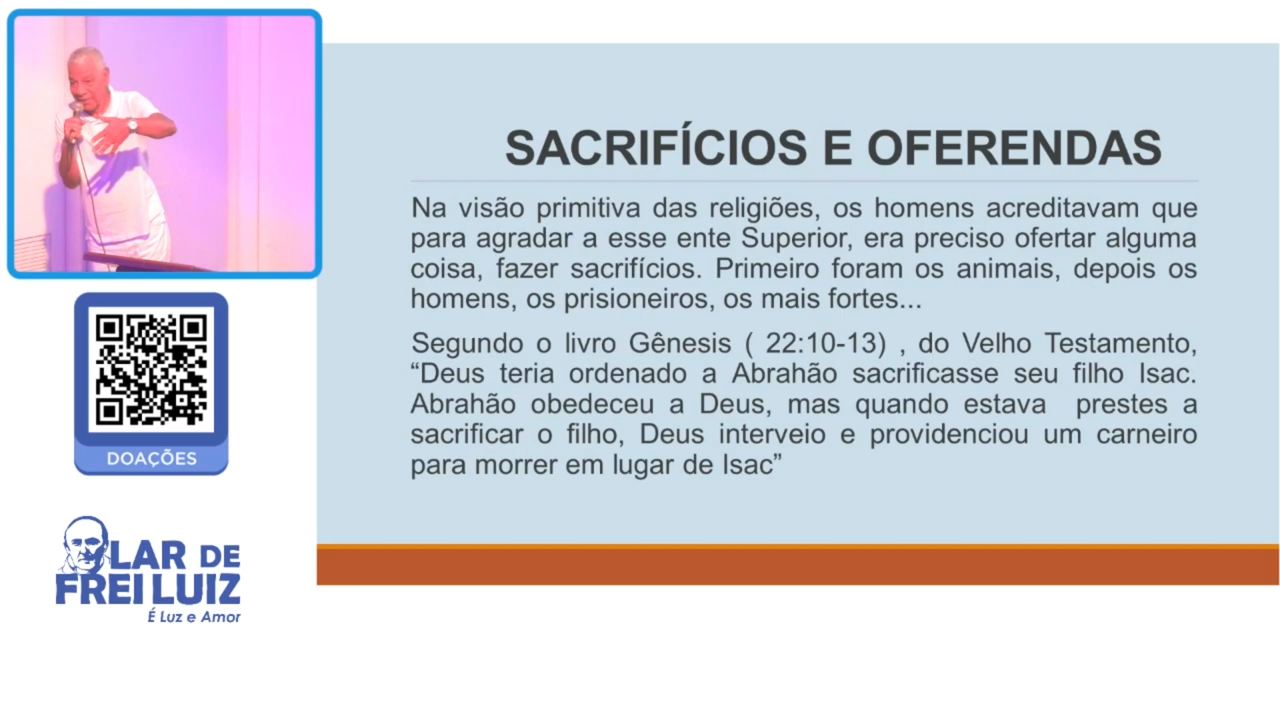 SACRIFÍCIOS E OFERENDAS
Na visão primitiva das religiões, os homens acreditavam que
para agradar a esse ente Superior, era preciso ofertar alguma
coisa, fazer sacrifícios. Primeiro foram os animais, depois os
homens, os prisioneiros, os mais fortes...
Segundo o livro Gênesis ( 22:10-13) , do Velho Testamento,
“Deus teria ordenado a Abrahão sacrificasse seu filho Isac.
Abrahão obedeceu a Deus, mas quando estava prestes a
sacrificar o filho, Deus interveio e providenciou um carneiro
para morrer em lugar de Isac”
DOAÇÕES
LAR DE
FREI LUIZ
É Luz e Amor